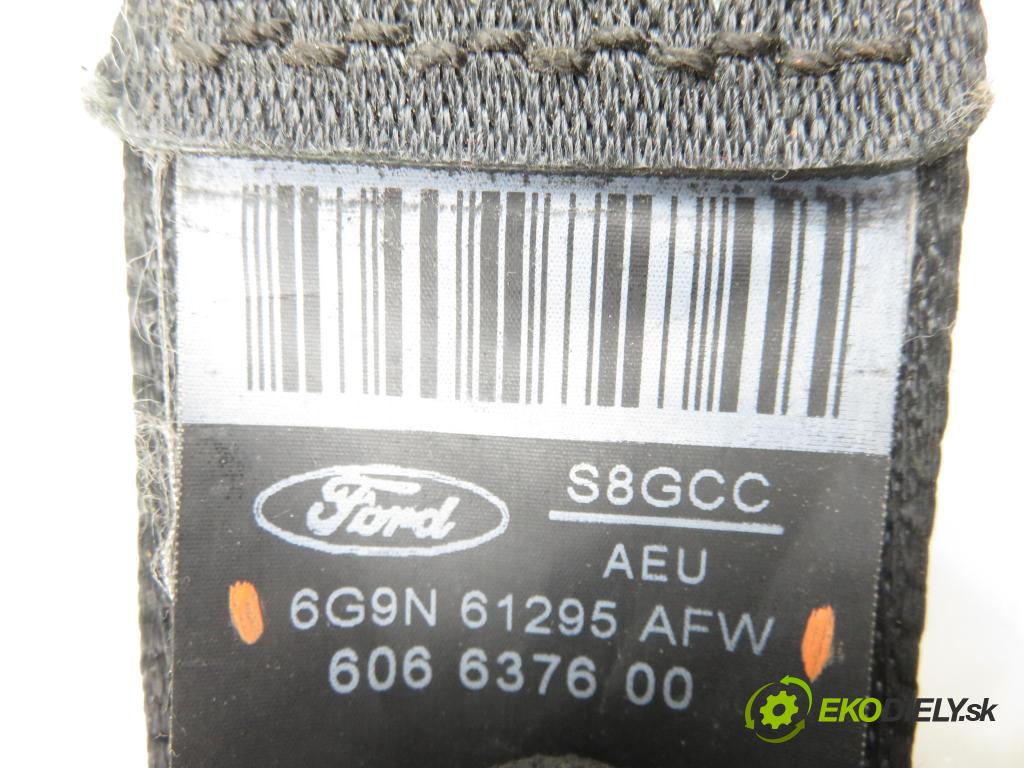 Ford
S8GCC
AEU
6G9N 61295 AFW
606 6376 00
EKODIELY.sk